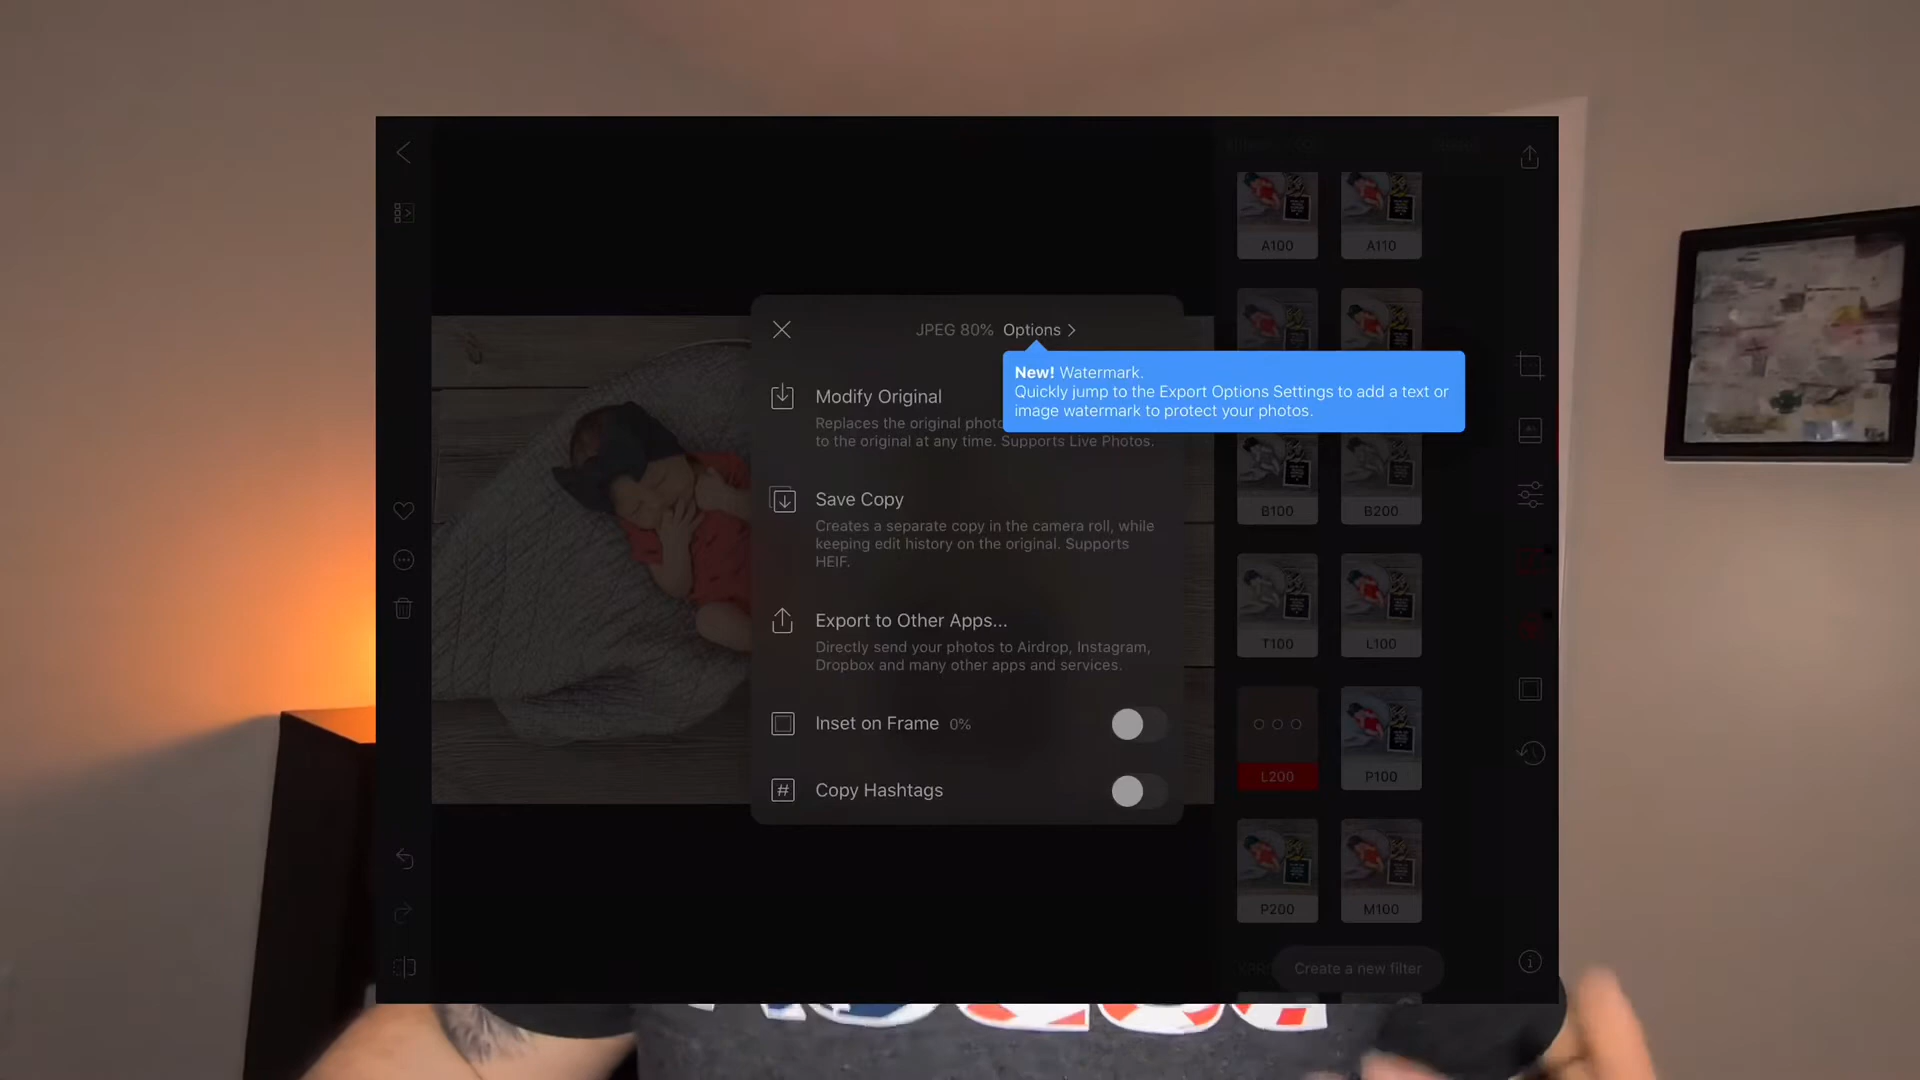 A100
A110
JPEG 80% Options
New! Watermark.
Quickly jump to the Export Options Settings to add a text or
image watermark to protect your photos.
Modify Original
Replaces the original photo
to the original at any time. Supports Live Photos.
B100
B200
Save Copy
Creates a separate copy in the camera roll, while
keeping edit history on the original. Supports
HEIF.
T100
L100
Export to Other Apps...
Directly send your photos to Airdrop, Instagram,
Dropbox and many other apps and services.
Inset on Frame 0%
L200
P100
# Copy Hashtags
P200
M100
Create a new filter